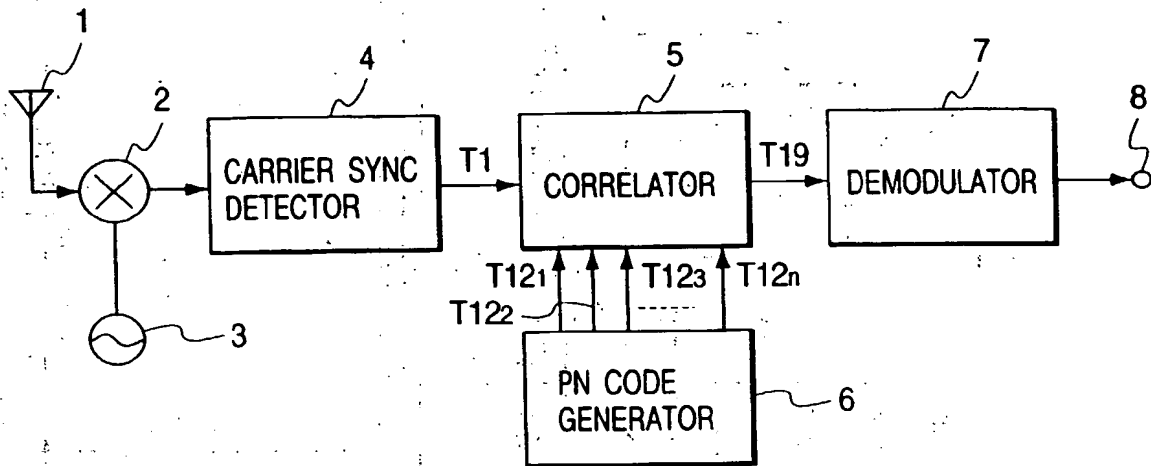 1
2
3
4
CARRIER SYNC
DETECTOR
T1
5
CORRELATOR
T19
7
DEMODULATOR
8
T12₁
T12₂
T12₃
T12ₙ
PN CODE
GENERATOR
6